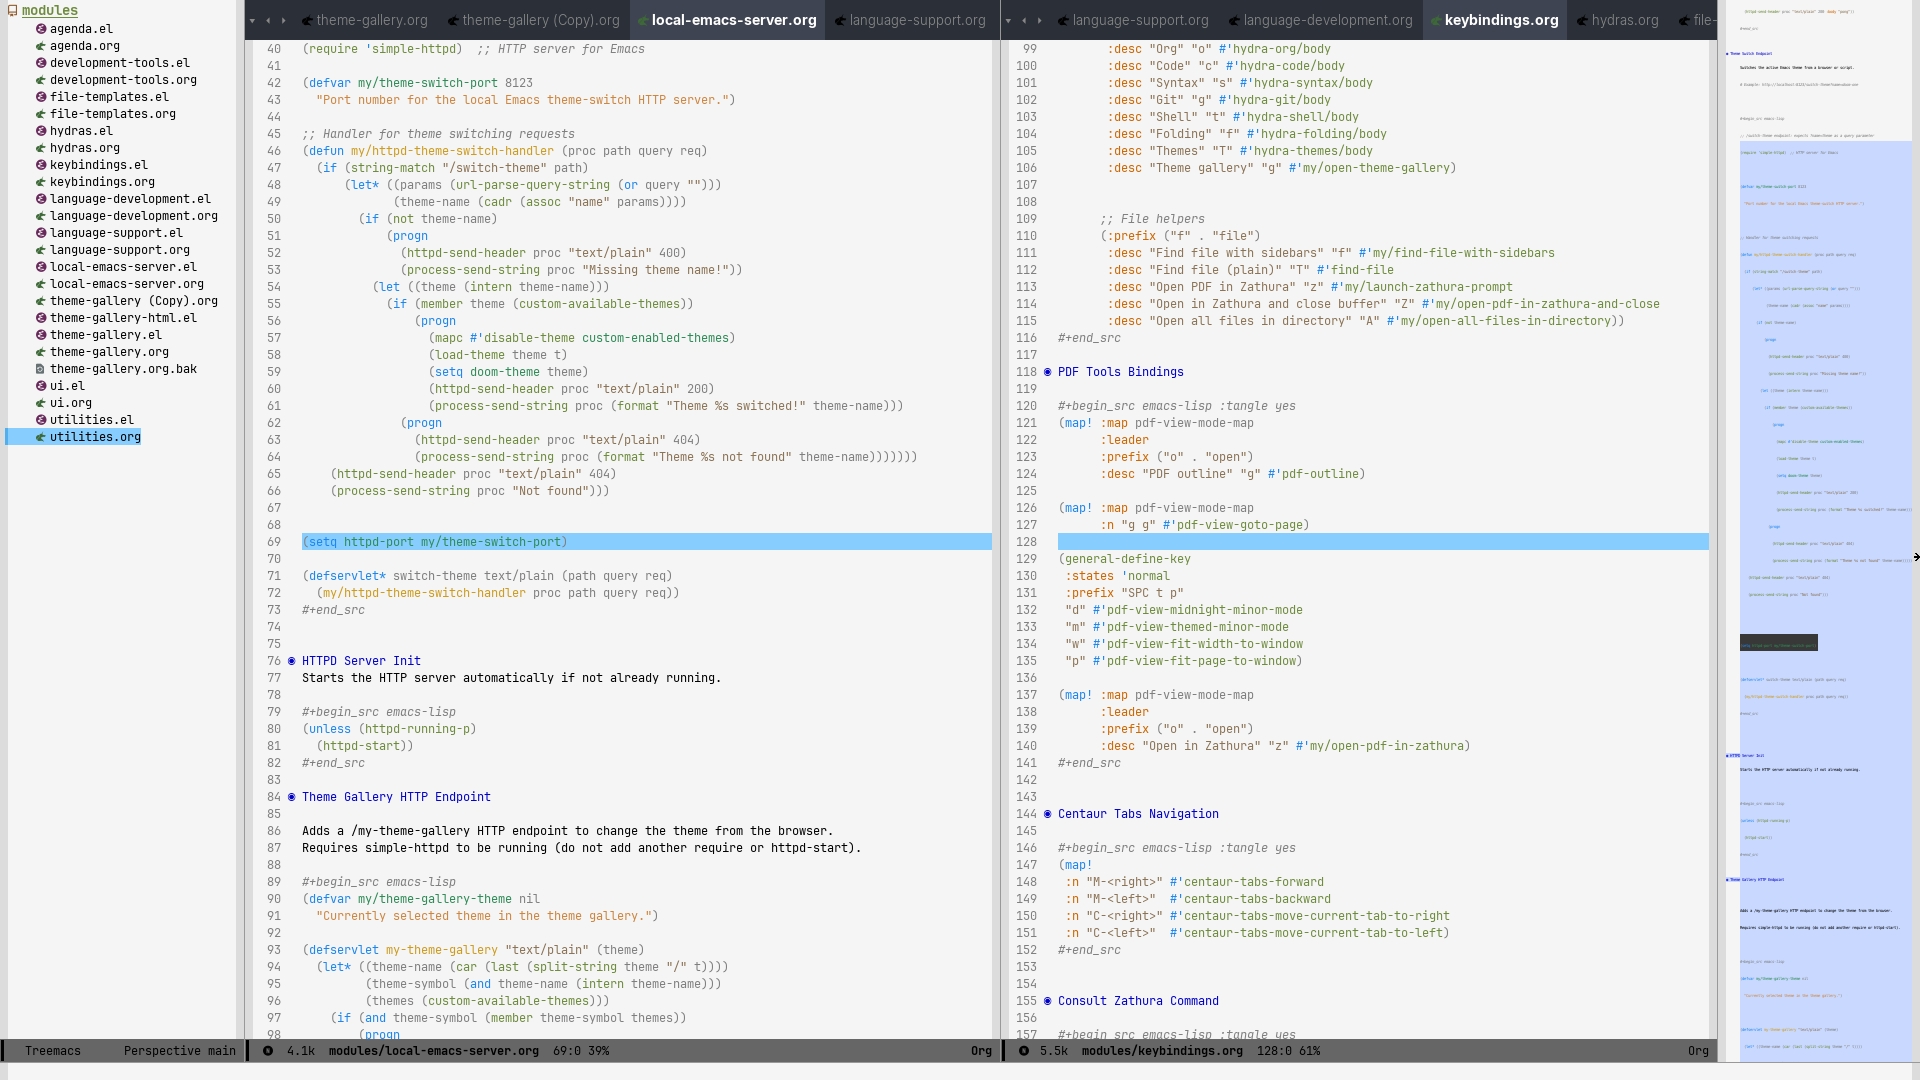 modules
agenda.el
agenda.org
development-tools.el
development-tools.org
file-templates.el
file-templates.org
hydras.el
hydras.org
keybindings.el
keybindings.org
language-development.el
language-development.org
language-support.el
language-support.org
local-emacs-server.el
local-emacs-server.org
theme-gallery (Copy).org
theme-gallery-html.el
theme-gallery.el
theme-gallery.org
theme-gallery.org.bak
ui.el
ui.org
utilities.el
utilities.org
Treemacs Perspective main
theme-gallery.org theme-gallery (Copy).org local-emacs-server.org language-support.org
40 (require 'simple-httpd) ;; HTTP server for Emacs
41
42 (defvar my/theme-switch-port 8123
43 "Port number for the local Emacs theme-switch HTTP server.")
44
45 ;; Handler for theme switching requests
46 (defun my/httpd-theme-switch-handler (proc path query req)
47 (if (string-match "/switch-theme" path)
48 (let* ((params (url-parse-query-string (or query "")))
49 (theme-name (cadr (assoc "name" params))))
50 (if (not theme-name)
51 (progn
52 (httpd-send-header proc "text/plain" 400)
53 (process-send-string proc "Missing theme name!"))
54 (let ((theme (intern theme-name)))
55 (if (member theme (custom-available-themes))
56 (progn
57 (mapc #'disable-theme custom-enabled-themes)
58 (load-theme theme t)
59 (setq doom-theme theme)
60 (httpd-send-header proc "text/plain" 200)
61 (process-send-string proc (format "Theme %s switched!" theme-name)))
62 (progn
63 (httpd-send-header proc "text/plain" 404)
64 (process-send-string proc (format "Theme %s not found" theme-name)))))))
65 (httpd-send-header proc "text/plain" 404)
66 (process-send-string proc "Not found")))
67
68
69 (setq httpd-port my/theme-switch-port)
70
71 (defservlet* switch-theme text/plain (path query req)
72 (my/httpd-theme-switch-handler proc path query req))
73 #+end_src
74
75
76 ◉ HTTPD Server Init
77 Starts the HTTP server automatically if not already running.
78
79 #+begin_src emacs-lisp
80 (unless (httpd-running-p)
81 (httpd-start))
82 #+end_src
83
84 ◉ Theme Gallery HTTP Endpoint
85
86 Adds a /my-theme-gallery HTTP endpoint to change the theme from the browser.
87 Requires simple-httpd to be running (do not add another require or httpd-start).
88
89 #+begin_src emacs-lisp
90 (defvar my/theme-gallery-theme nil
91 "Currently selected theme in the theme gallery.")
92
93 (defservlet my-theme-gallery "text/plain" (theme)
94 (let* ((theme-name (car (last (split-string theme "/" t))))
95 (theme-symbol (and theme-name (intern theme-name)))
96 (themes (custom-available-themes)))
97 (if (and theme-symbol (member theme-symbol themes))
98 (progn
4.1k modules/local-emacs-server.org 69:0 39% Org
language-support.org language-development.org keybindings.org hydras.org file-
99 :desc "Org" "o" #'hydra-org/body
100 :desc "Code" "c" #'hydra-code/body
101 :desc "Syntax" "s" #'hydra-syntax/body
102 :desc "Git" "g" #'hydra-git/body
103 :desc "Shell" "t" #'hydra-shell/body
104 :desc "Folding" "f" #'hydra-folding/body
105 :desc "Themes" "T" #'hydra-themes/body
106 :desc "Theme gallery" "g" #'my/open-theme-gallery)
107
108
109 ;; File helpers
110 (:prefix ("f" . "file")
111 :desc "Find file with sidebars" "f" #'my/find-file-with-sidebars
112 :desc "Find file (plain)" "T" #'find-file
113 :desc "Open PDF in Zathura" "z" #'my/launch-zathura-prompt
114 :desc "Open in Zathura and close buffer" "Z" #'my/open-pdf-in-zathura-and-close
115 :desc "Open all files in directory" "A" #'my/open-all-files-in-directory))
116 #+end_src
117
118 ◉ PDF Tools Bindings
119
120 #+begin_src emacs-lisp :tangle yes
121 (map! :map pdf-view-mode-map
122 :leader
123 :prefix ("o" . "open")
124 :desc "PDF outline" "g" #'pdf-outline)
125
126 (map! :map pdf-view-mode-map
127 :n "g g" #'pdf-view-goto-page)
128
129 (general-define-key
130 :states 'normal
131 :prefix "SPC t p"
132 "d" #'pdf-view-midnight-minor-mode
133 "m" #'pdf-view-themed-minor-mode
134 "w" #'pdf-view-fit-width-to-window
135 "p" #'pdf-view-fit-page-to-window)
136
137 (map! :map pdf-view-mode-map
138 :leader
139 :prefix ("o" . "open")
140 :desc "Open in Zathura" "z" #'my/open-pdf-in-zathura)
141 #+end_src
142
143
144 ◉ Centaur Tabs Navigation
145
146 #+begin_src emacs-lisp :tangle yes
147 (map!
148 :n "M-<right>" #'centaur-tabs-forward
149 :n "M-<left>" #'centaur-tabs-backward
150 :n "C-<right>" #'centaur-tabs-move-current-tab-to-right
151 :n "C-<left>" #'centaur-tabs-move-current-tab-to-left)
152 #+end_src
153
154
155 ◉ Consult Zathura Command
156
157 #+begin_src emacs-lisp :tangle yes
5.5k modules/keybindings.org 128:0 61% Org